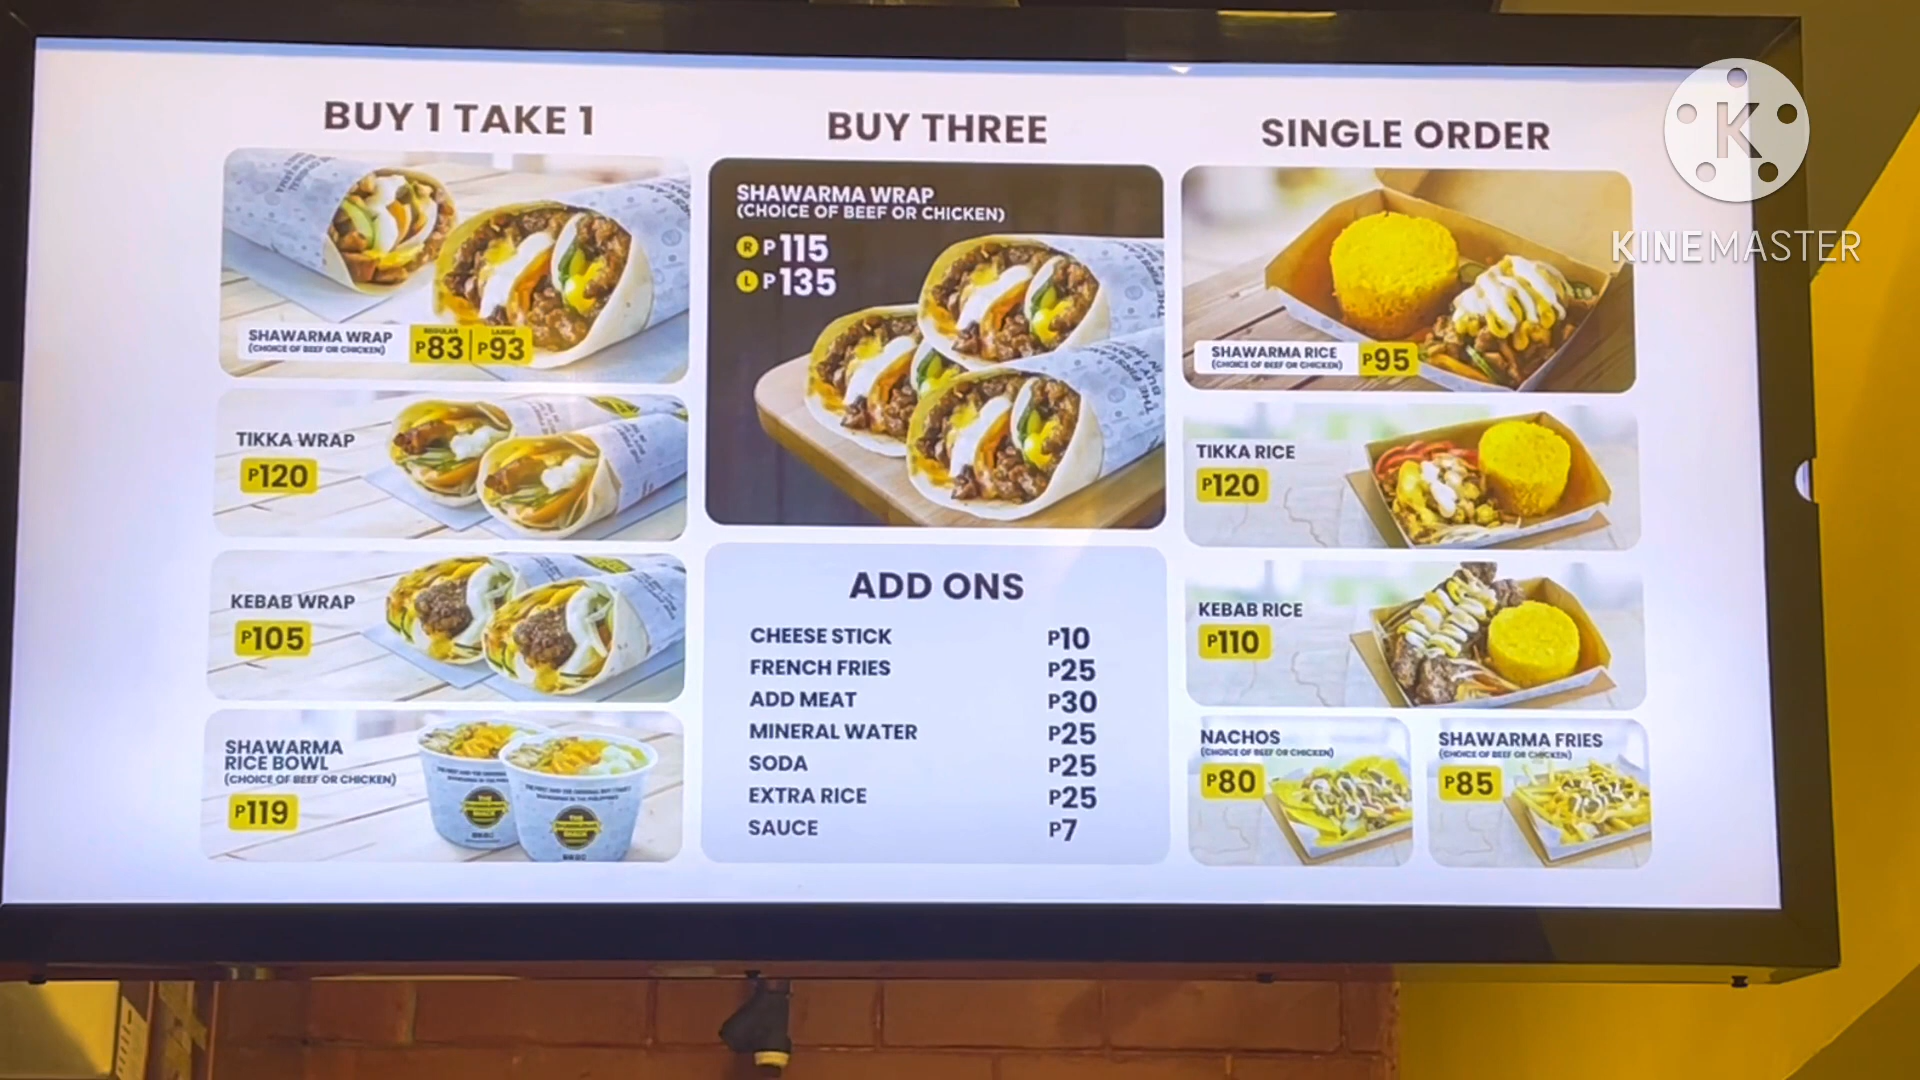 BUY 1 TAKE 1
SHAWARMA WRAP
(CHOICE OF BEEF OR CHICKEN)
REGULAR
P83
LARGE
P93
TIKKA WRAP
P120
KEBAB WRAP
P105
SHAWARMA
RICE BOWL
(CHOICE OF BEEF OR CHICKEN)
P119
BUY THREE
SHAWARMA WRAP
(CHOICE OF BEEF OR CHICKEN)
R P115
L P135
ADD ONS
CHEESE STICK P10
FRENCH FRIES P25
ADD MEAT P30
MINERAL WATER P25
SODA P25
EXTRA RICE P25
SAUCE P7
SINGLE ORDER
SHAWARMA RICE
(CHOICE OF BEEF OR CHICKEN)
P95
TIKKA RICE
P120
KEBAB RICE
P110
NACHOS
(CHOICE OF BEEF OR CHICKEN)
P80
SHAWARMA FRIES
(CHOICE OF BEEF OR CHICKEN)
P85
K
KINEMASTER